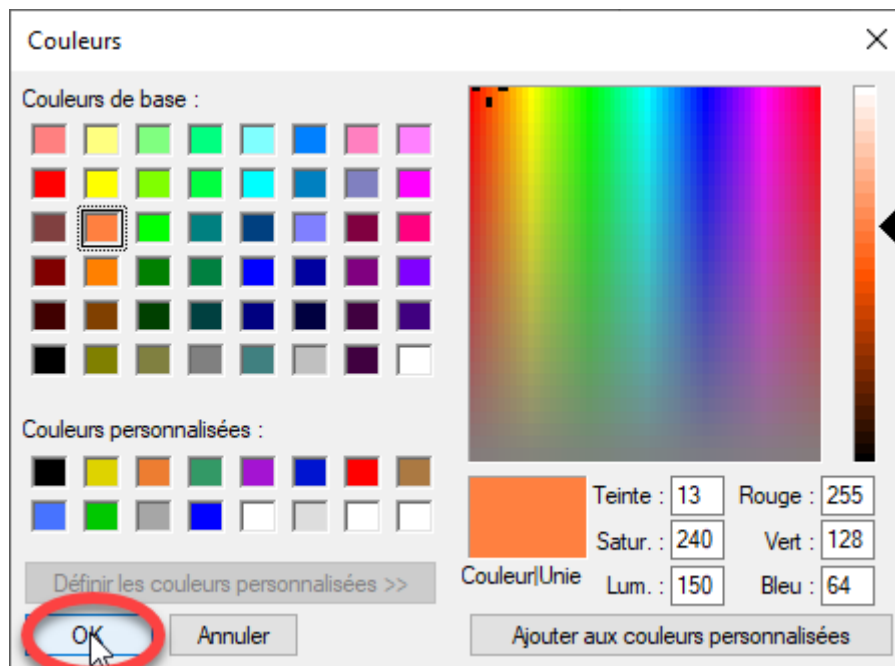 Couleurs
Couleurs de base :
Couleurs personnalisées :
Définir les couleurs personnalisées >>
OK
Annuler
Couleur|Unie
Teinte : 13
Satur. : 240
Lum. : 150
Rouge : 255
Vert : 128
Bleu : 64
Ajouter aux couleurs personnalisées